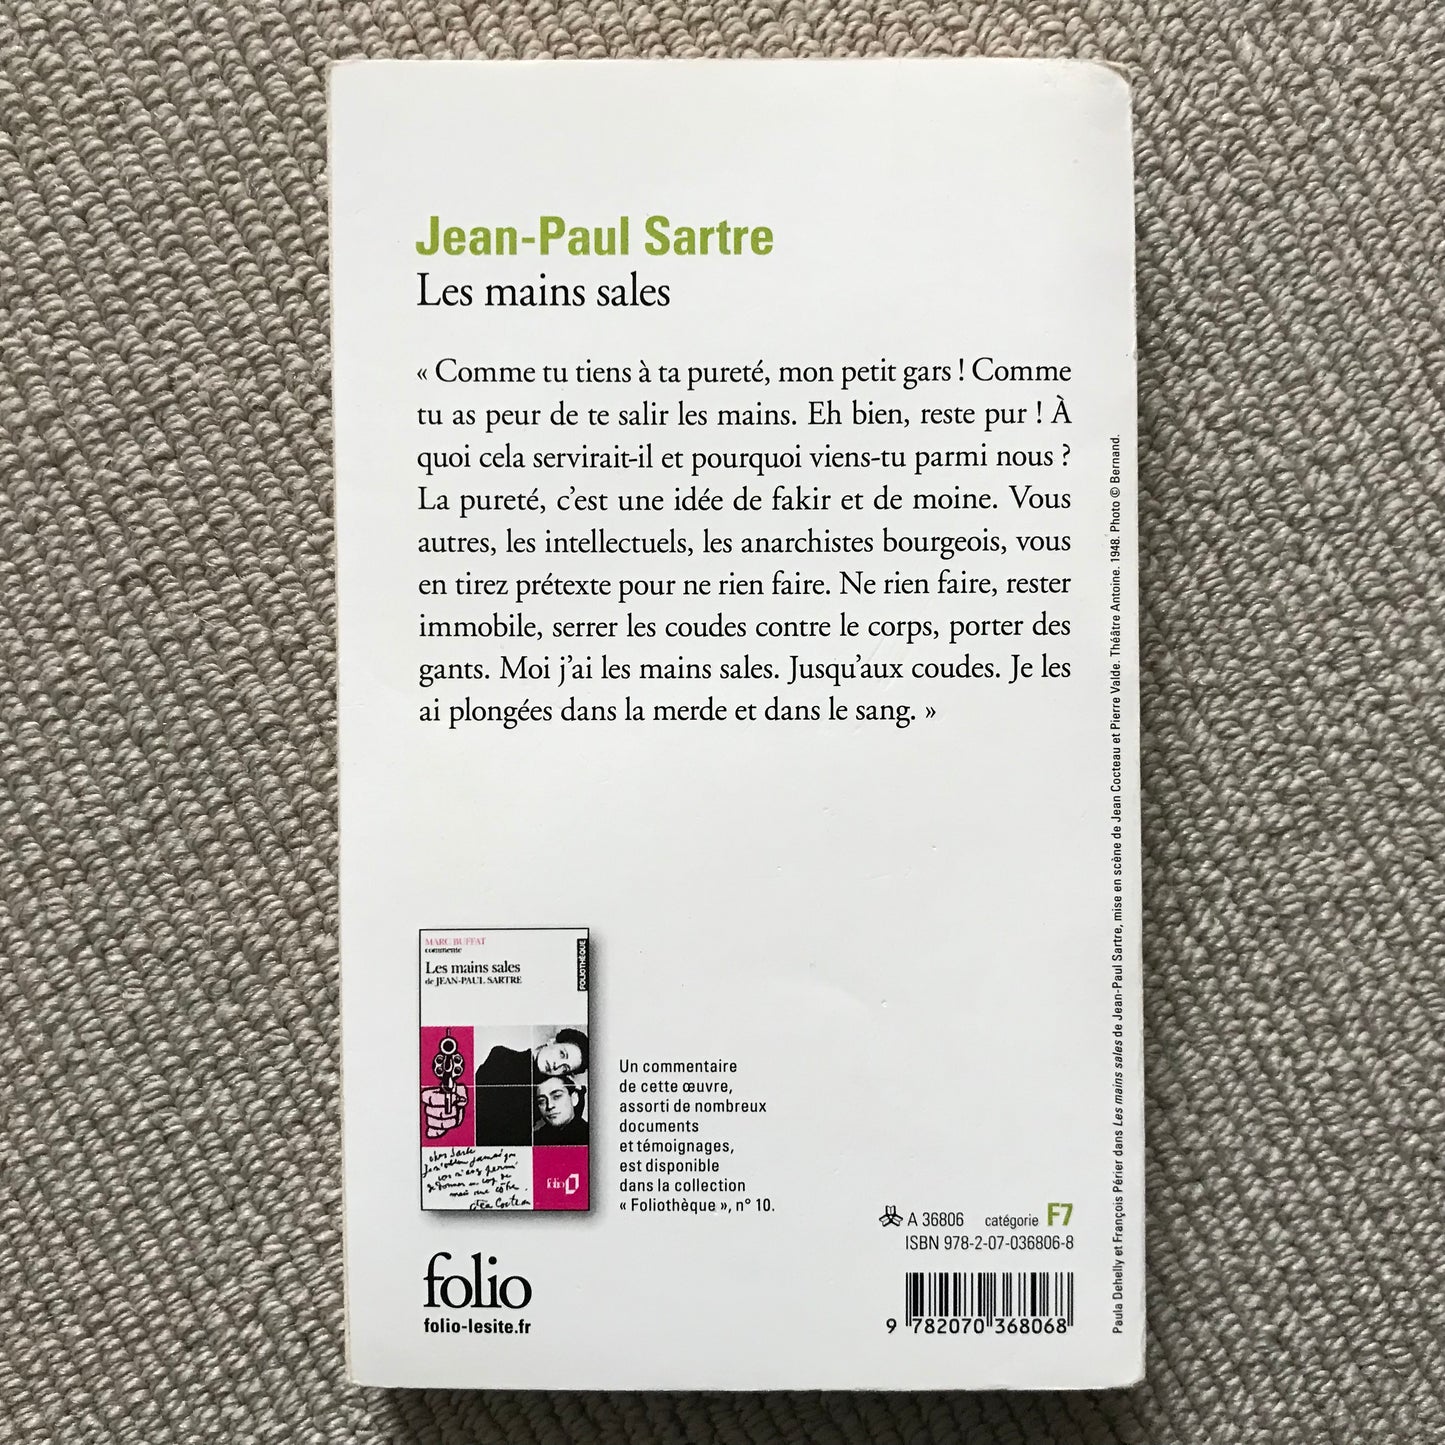 Jean-Paul Sartre
Les mains sales
« Comme tu tiens à ta pureté, mon petit gars ! Comme
tu as peur de te salir les mains. Eh bien, reste pur ! À
quoi cela servirait-il et pourquoi viens-tu parmi nous ?
La pureté, c'est une idée de fakir et de moine. Vous
autres, les intellectuels, les anarchistes bourgeois, vous
en tirez prétexte pour ne rien faire. Ne rien faire, rester
immobile, serrer les coudes contre le corps, porter des
gants. Moi j'ai les mains sales. Jusqu'aux coudes. Je les
ai plongées dans la merde et dans le sang. »
MARC BUFFAT
commente
Les mains sales
de JEAN-PAUL SARTRE
FOLIOTHÈQUE
folio
Un commentaire
de cette œuvre,
assorti de nombreux
documents
et témoignages,
est disponible
dans la collection
« Foliothèque », n° 10.
folio
folio-lesite.fr
A 36806 catégorie F7
ISBN 978-2-07-036806-8
9 782070 368068
Paula Dehelly et François Périer dans Les mains sales de Jean-Paul Sartre, mise en scène de Jean Cocteau et Pierre Valde. Théâtre Antoine. 1948. Photo © Bernand.